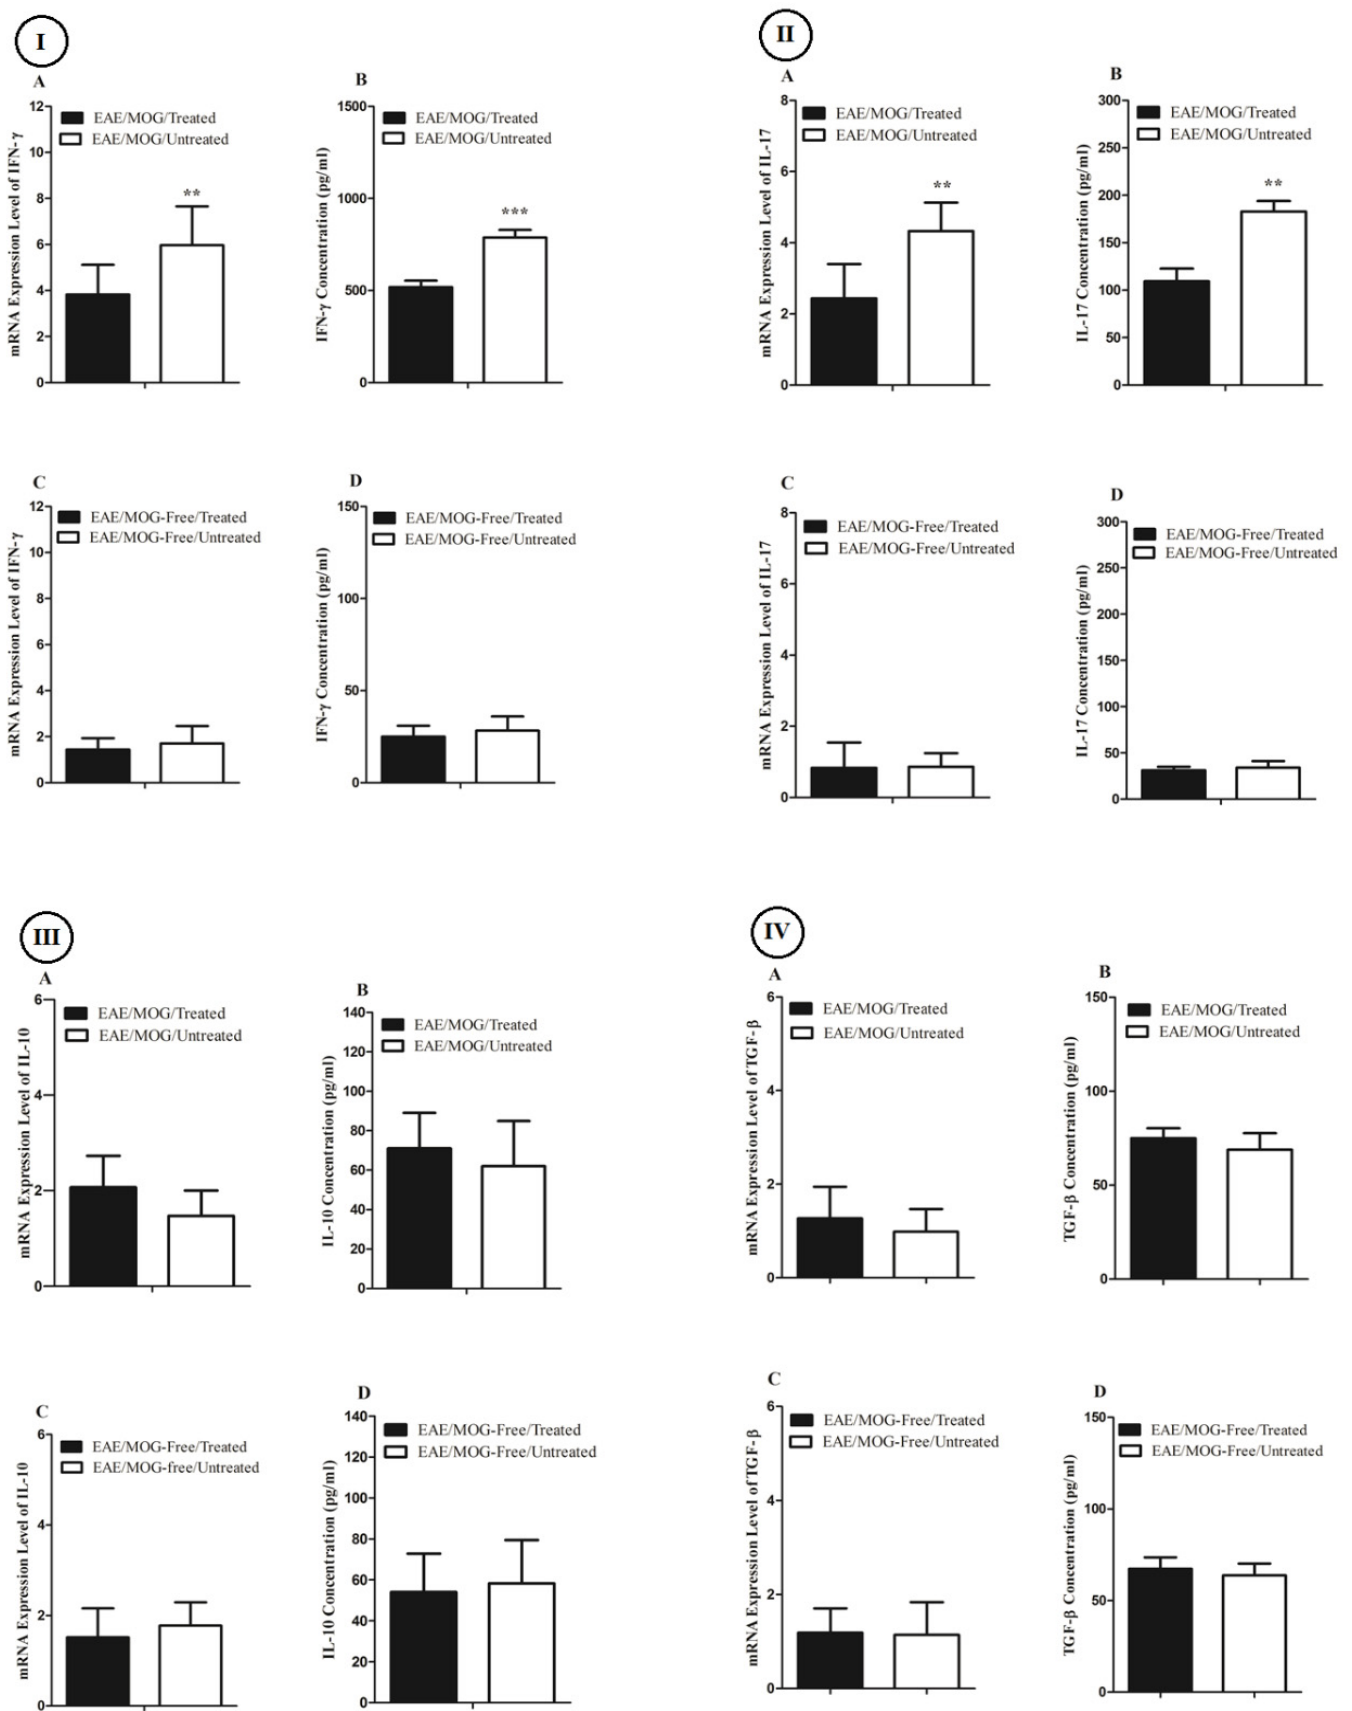 I
A
mRNA Expression Level of IFN-γ
12
10
8
6
4
2
0
EAE/MOG/Treated
EAE/MOG/Untreated
**
B
IFN-γ Concentration (pg/ml)
1500
1000
500
0
EAE/MOG/Treated
EAE/MOG/Untreated
***
C
mRNA Expression Level of IFN-γ
12
10
8
6
4
2
0
EAE/MOG-Free/Treated
EAE/MOG-Free/Untreated
D
IFN-γ Concentration (pg/ml)
150
100
50
0
EAE/MOG-Free/Treated
EAE/MOG-Free/Untreated
II
A
mRNA Expression Level of IL-17
8
6
4
2
0
EAE/MOG/Treated
EAE/MOG/Untreated
**
B
IL-17 Concentration (pg/ml)
300
250
200
150
100
50
0
EAE/MOG/Treated
EAE/MOG/Untreated
**
C
mRNA Expression Level of IL-17
8
6
4
2
0
EAE/MOG-Free/Treated
EAE/MOG-Free/Untreated
D
IL-17 Concentration (pg/ml)
300
250
200
150
100
50
0
EAE/MOG-Free/Treated
EAE/MOG-Free/Untreated
III
A
mRNA Expression Level of IL-10
6
4
2
0
EAE/MOG/Treated
EAE/MOG/Untreated
B
IL-10 Concentration (pg/ml)
140
120
100
80
60
40
20
0
EAE/MOG/Treated
EAE/MOG/Untreated
C
mRNA Expression Level of IL-10
6
4
2
0
EAE/MOG-Free/Treated
EAE/MOG-free/Untreated
D
IL-10 Concentration (pg/ml)
140
120
100
80
60
40
20
0
EAE/MOG-Free/Treated
EAE/MOG-Free/Untreated
IV
A
mRNA Expression Level of TGF-β
6
4
2
0
EAE/MOG/Treated
EAE/MOG/Untreated
B
TGF-β Concentration (pg/ml)
150
100
50
0
EAE/MOG/Treated
EAE/MOG/Untreated
C
mRNA Expression Level of TGF-β
6
4
2
0
EAE/MOG-Free/Treated
EAE/MOG-Free/Untreated
D
TGF-β Concentration (pg/ml)
150
100
50
0
EAE/MOG-Free/Treated
EAE/MOG-Free/Untreated